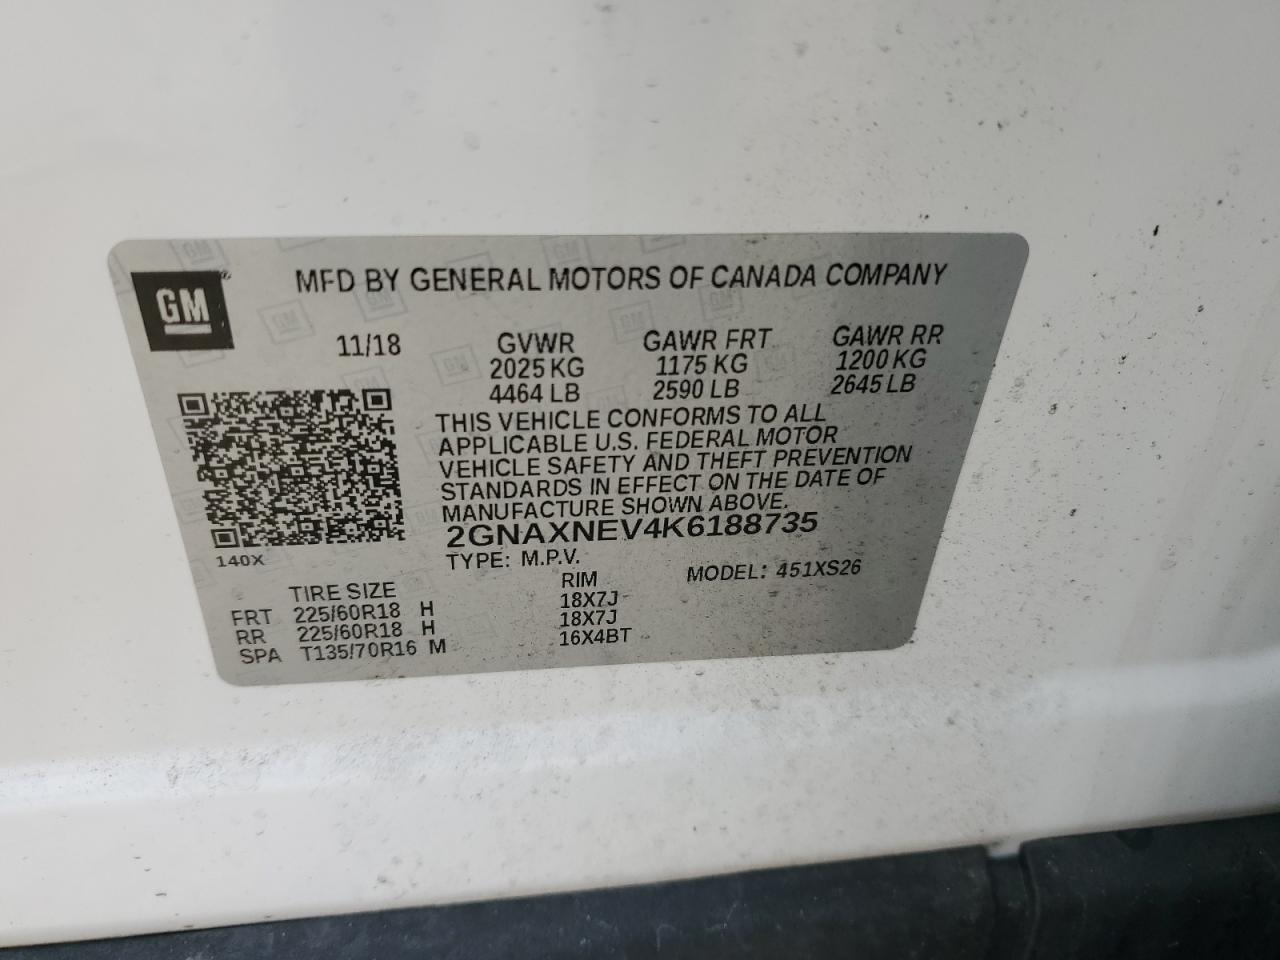 GM
MFD BY GENERAL MOTORS OF CANADA COMPANY
11/18 GVWR GAWR FRT GAWR RR
2025 KG 1175 KG 1200 KG
4464 LB 2590 LB 2645 LB
THIS VEHICLE CONFORMS TO ALL
APPLICABLE U.S. FEDERAL MOTOR
VEHICLE SAFETY AND THEFT PREVENTION
STANDARDS IN EFFECT ON THE DATE OF
MANUFACTURE SHOWN ABOVE.
2GNAXNEV4K6188735
140X TYPE: M.P.V. MODEL: 451XS26
TIRE SIZE RIM
FRT 225/60R18 H 18X7J
RR 225/60R18 H 18X7J
SPA T135/70R16 M 16X4BT